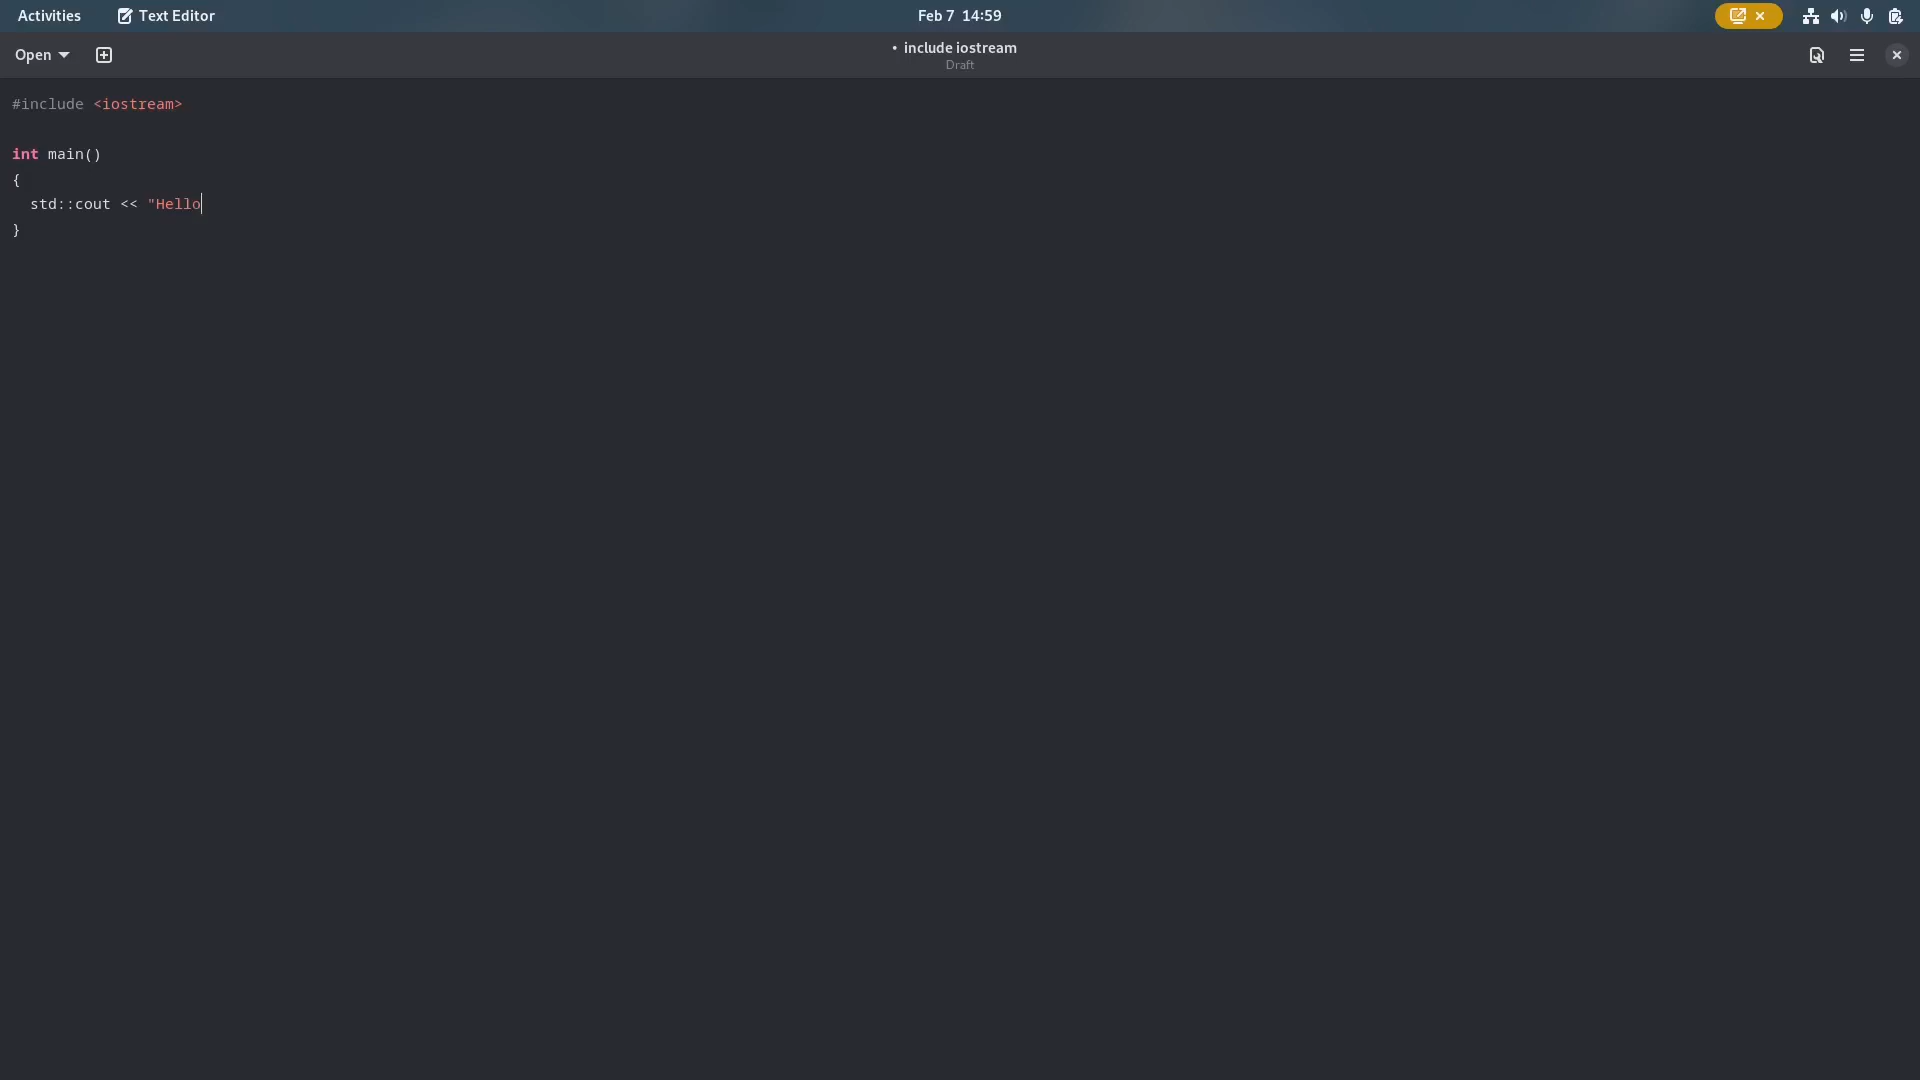 Activities Text Editor Feb 7 14:59
Open • include iostream
Draft
#include <iostream>

int main()
{
  std::cout << "Hello
}